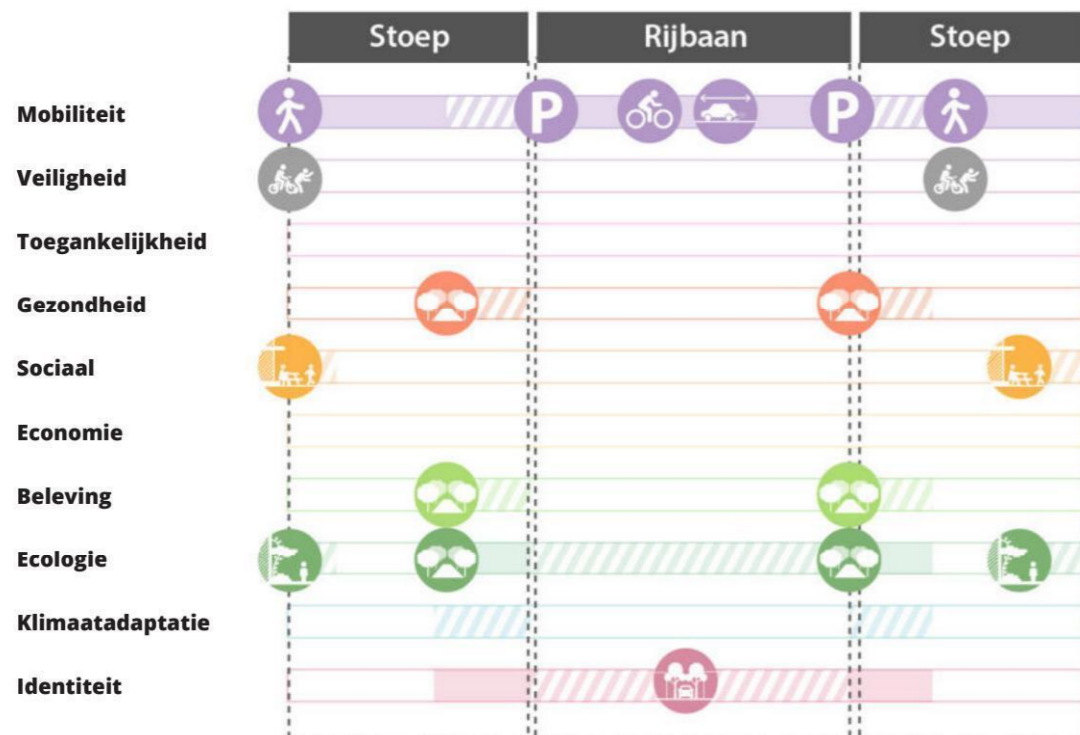 Stoep Rijbaan Stoep
Mobiliteit P P
Veiligheid
Toegankelijkheid
Gezondheid
Sociaal
Economie
Beleving
Ecologie
Klimaatadaptatie
Identiteit